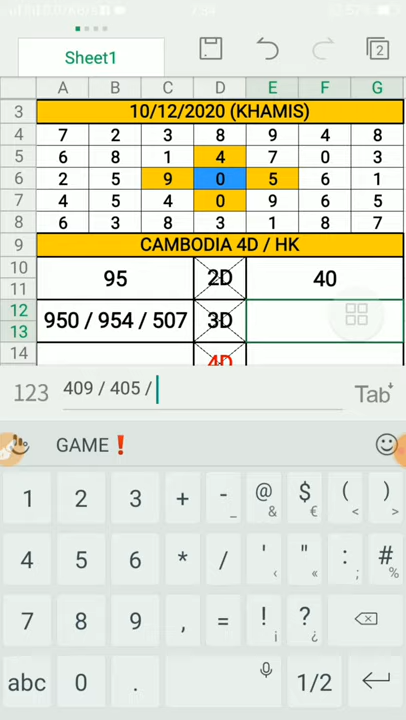 Sheet1
2
A B C D E F G
3 10/12/2020 (KHAMIS)
4 7 2 3 8 9 4 8
5 6 8 1 4 7 0 3
6 2 5 9 0 5 6 1
7 4 5 4 0 9 6 5
8 6 3 8 3 1 8 7
9 CAMBODIA 4D / HK
10
95 2D 40
11
12
950 / 954 / 507 3D
13
14 4D
123 409 / 405 / Tab
GAME❗
1 2 3 + - _ @ & $ € ( < ) >
4 5 6 * / ' ‹ " « : ; # %
7 8 9 , = ! ¡ ? ¿
abc 0 . 1/2